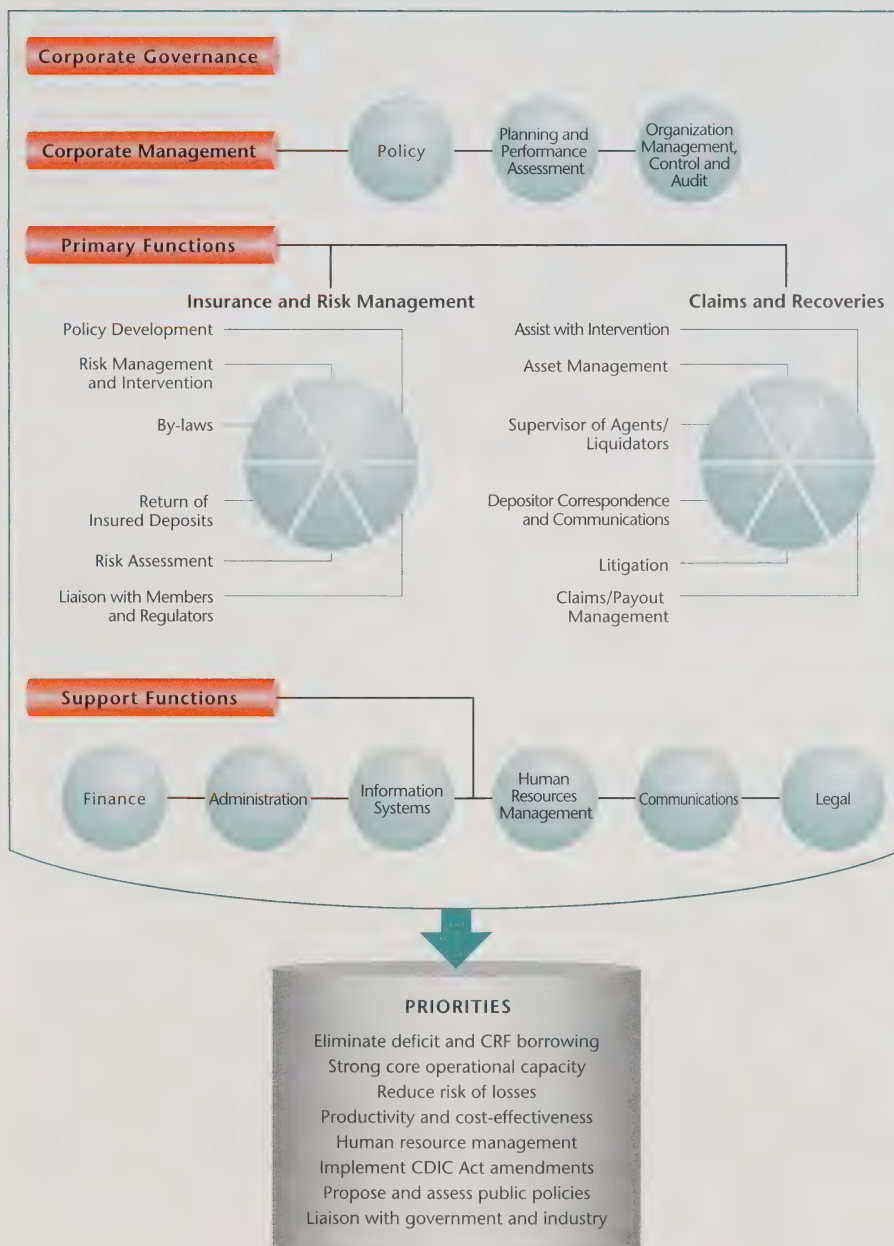 Corporate Governance
Corporate Management
Policy
Planning and
Performance
Assessment
Organization
Management,
Control and
Audit
Primary Functions
Insurance and Risk Management
Policy Development
Risk Management
and Intervention
By-laws
Return of
Insured Deposits
Risk Assessment
Liaison with Members
and Regulators
Claims and Recoveries
Assist with Intervention
Asset Management
Supervisor of Agents/
Liquidators
Depositor Correspondence
and Communications
Litigation
Claims/Payout
Management
Support Functions
Finance
Administration
Information
Systems
Human
Resources
Management
Communications
Legal
PRIORITIES
Eliminate deficit and CRF borrowing
Strong core operational capacity
Reduce risk of losses
Productivity and cost-effectiveness
Human resource management
Implement CDIC Act amendments
Propose and assess public policies
Liaison with government and industry